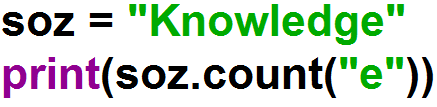 soz = "Knowledge"
print(soz.count("e"))